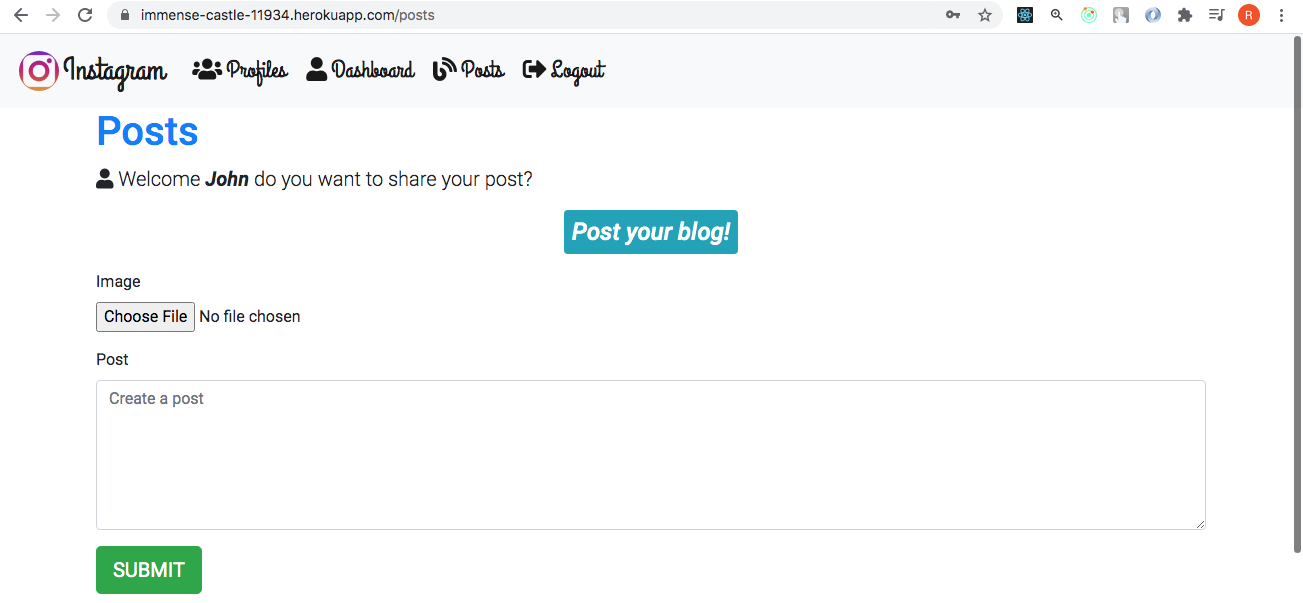 immense-castle-11934.herokuapp.com/posts
R
Instagram Profiles Dashboard Posts Logout
Posts
Welcome John do you want to share your post?
Post your blog!
Image
Choose File No file chosen
Post
Create a post
SUBMIT